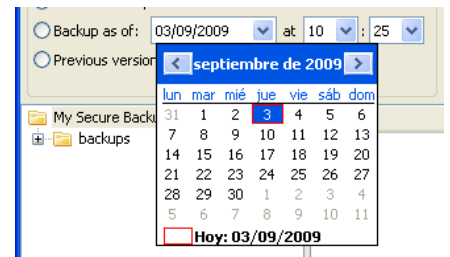 Backup as of: 03/09/2009 at 10 : 25
Previous version
septiembre de 2009
lun mar mié jue vie sáb dom
31 1 2 3 4 5 6
7 8 9 10 11 12 13
14 15 16 17 18 19 20
21 22 23 24 25 26 27
28 29 30 1 2 3 4
5 6 7 8 9 10 11
Hoy: 03/09/2009
My Secure Backu
backups